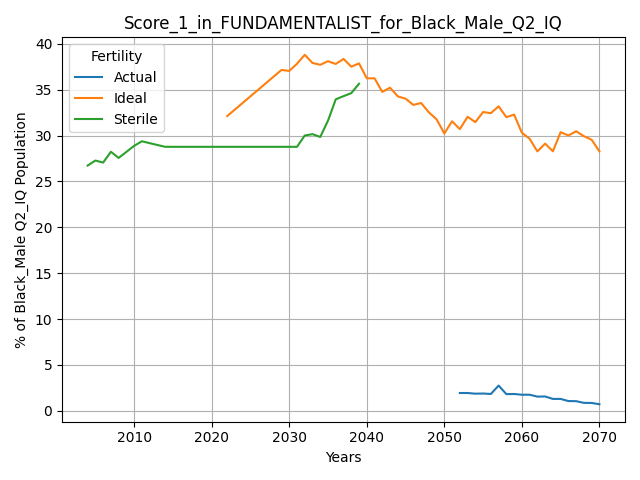 Score_1_in_FUNDAMENTALIST_for_Black_Male_Q2_IQ
% of Black_Male Q2_IQ Population
40
35
30
25
20
15
10
5
0
Fertility
Actual
Ideal
Sterile
2010 2020 2030 2040 2050 2060 2070
Years